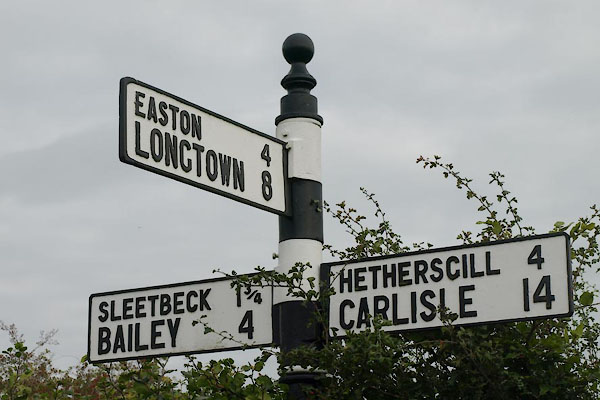 EASTON 4
LONGTOWN 8
SLEETBECK 1¼
BAILEY 4
HETHERSGILL 4
CARLISLE 14